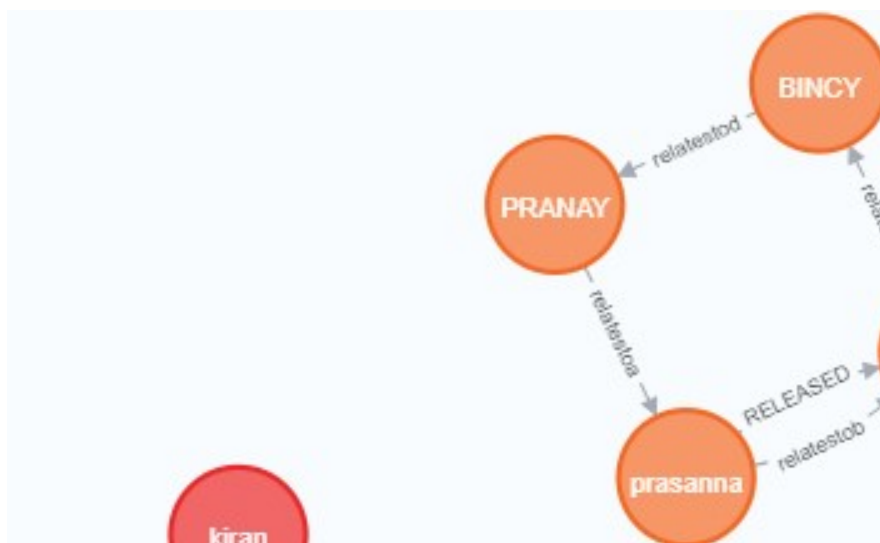 BINCY
relatestod
PRANAY
relatestoa
RELEASED
relatestob
prasanna
kiran